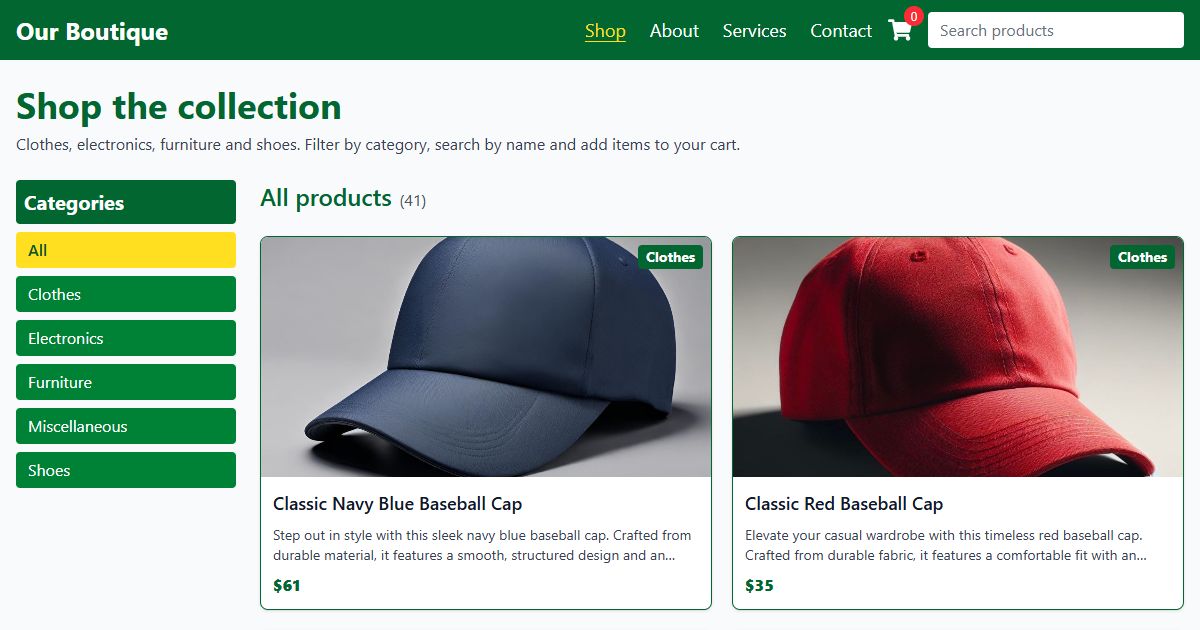 Our Boutique
Shop
About
Services
Contact
0
Search products
Shop the collection
Clothes, electronics, furniture and shoes. Filter by category, search by name and add items to your cart.
Categories
All
Clothes
Electronics
Furniture
Miscellaneous
Shoes
All products (41)
Clothes
Classic Navy Blue Baseball Cap
Step out in style with this sleek navy blue baseball cap. Crafted from
durable material, it features a smooth, structured design and an...
$61
Clothes
Classic Red Baseball Cap
Elevate your casual wardrobe with this timeless red baseball cap.
Crafted from durable fabric, it features a comfortable fit with an...
$35